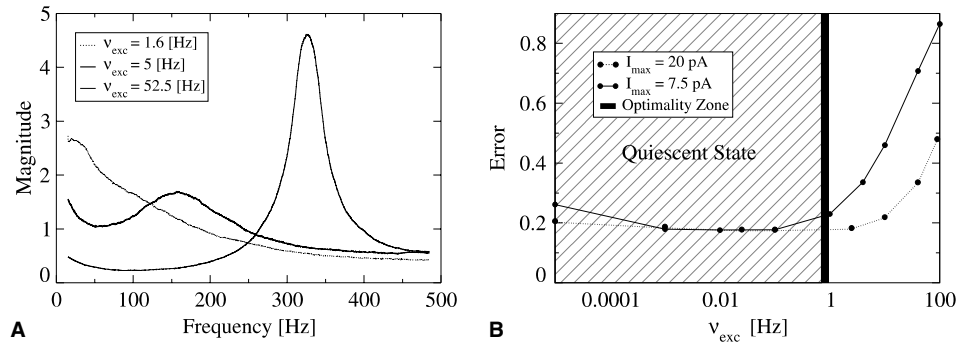 5
4
3
2
1
0
Magnitude
ν_exc = 1.6 [Hz]
ν_exc = 5 [Hz]
ν_exc = 52.5 [Hz]
0 100 200 300 400 500
Frequency [Hz]
A
0.8
0.6
0.4
0.2
0
Error
I_max = 20 pA
I_max = 7.5 pA
Optimality Zone
Quiescent State
0.0001 0.01 1 100
ν_exc [Hz]
B